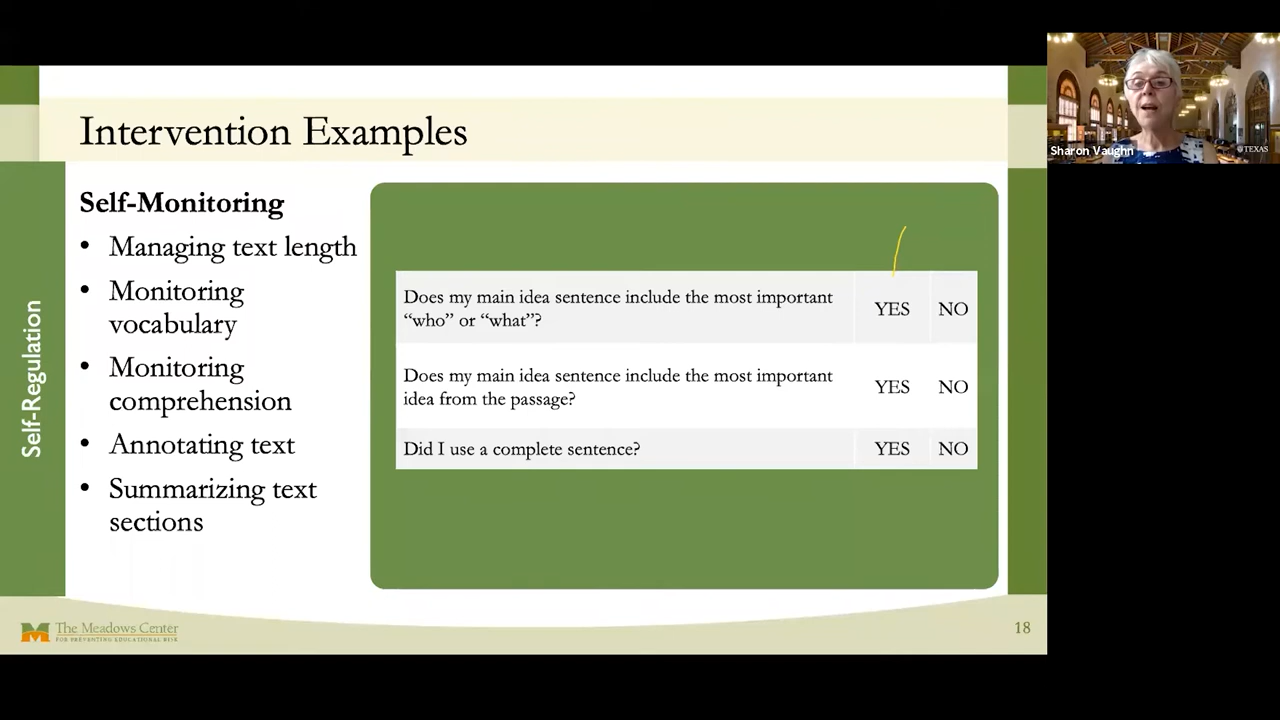 Intervention Examples
Self-Regulation
Self-Monitoring
• Managing text length
• Monitoring
vocabulary
• Monitoring
comprehension
• Annotating text
• Summarizing text
sections
Does my main idea sentence include the most important
“who” or “what”?
YES NO
Does my main idea sentence include the most important
idea from the passage?
YES NO
Did I use a complete sentence? YES NO
The Meadows Center
FOR PREVENTING EDUCATIONAL RISK
18
Sharon Vaughn
TEXAS